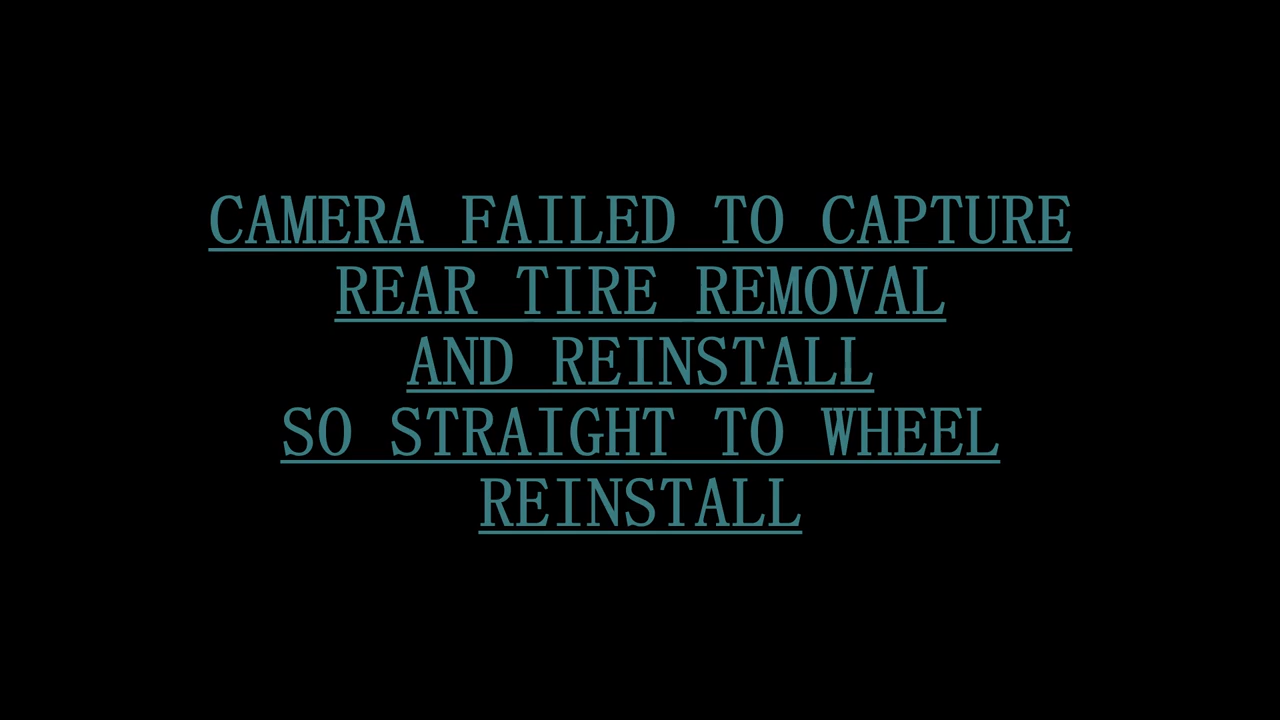 CAMERA FAILED TO CAPTURE
REAR TIRE REMOVAL
AND REINSTALL
SO STRAIGHT TO WHEEL
REINSTALL